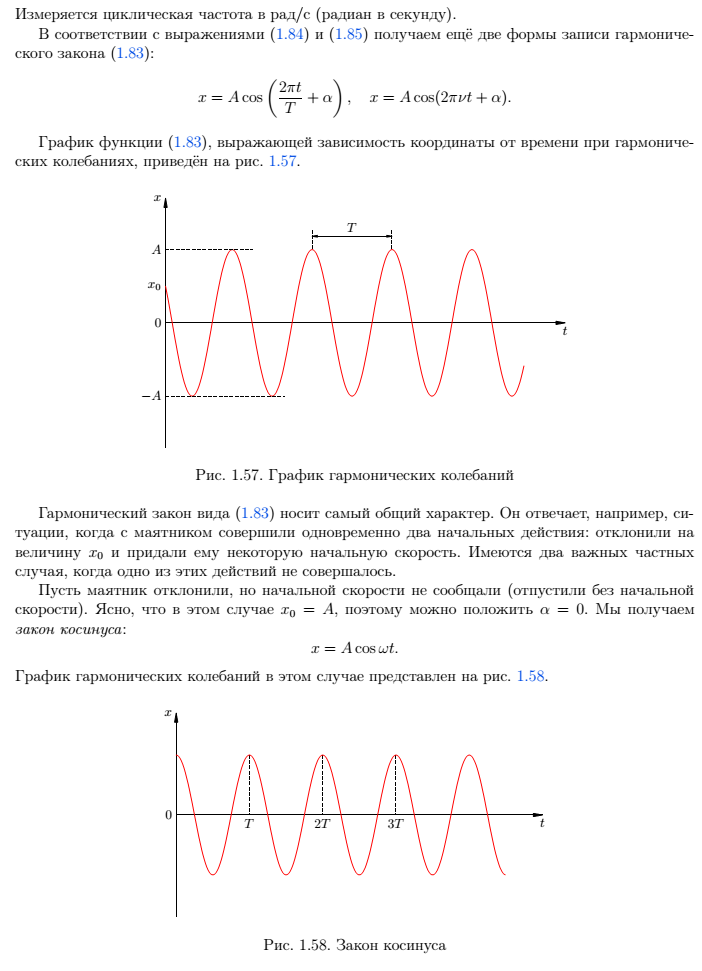 Измеряется циклическая частота в рад/с (радиан в секунду).
В соответствии с выражениями (1.84) и (1.85) получаем ещё две формы записи гармониче-
ского закона (1.83):
x = A cos (2πt/T + α), x = A cos(2πνt + α).
График функции (1.83), выражающей зависимость координаты от времени при гармониче-
ских колебаниях, приведён на рис. 1.57.
x
T
A
x₀
0
t
−A
Рис. 1.57. График гармонических колебаний
Гармонический закон вида (1.83) носит самый общий характер. Он отвечает, например, си-
туации, когда с маятником совершили одновременно два начальных действия: отклонили на
величину x₀ и придали ему некоторую начальную скорость. Имеются два важных частных
случая, когда одно из этих действий не совершалось.
Пусть маятник отклонили, но начальной скорости не сообщали (отпустили без начальной
скорости). Ясно, что в этом случае x₀ = A, поэтому можно положить α = 0. Мы получаем
закон косинуса:
x = A cos ωt.
График гармонических колебаний в этом случае представлен на рис. 1.58.
x
0
T 2T 3T t
Рис. 1.58. Закон косинуса